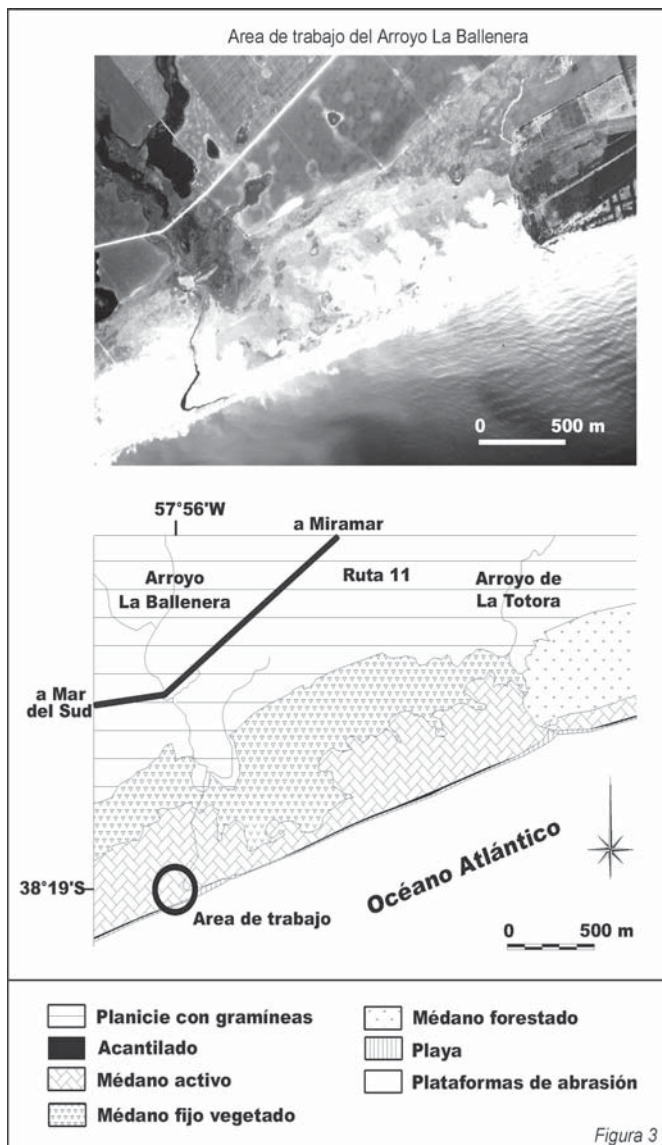 Area de trabajo del Arroyo La Ballenera
0 500 m
57°56'W
a Miramar
Arroyo
La Ballenera
Ruta 11
Arroyo de
La Totora
a Mar
del Sud
38°19'S
Area de trabajo
Océano Atlántico
0 500 m
Planicie con gramíneas
Acantilado
Médano activo
Médano fijo vegetado
Médano forestado
Playa
Plataformas de abrasión
Figura 3